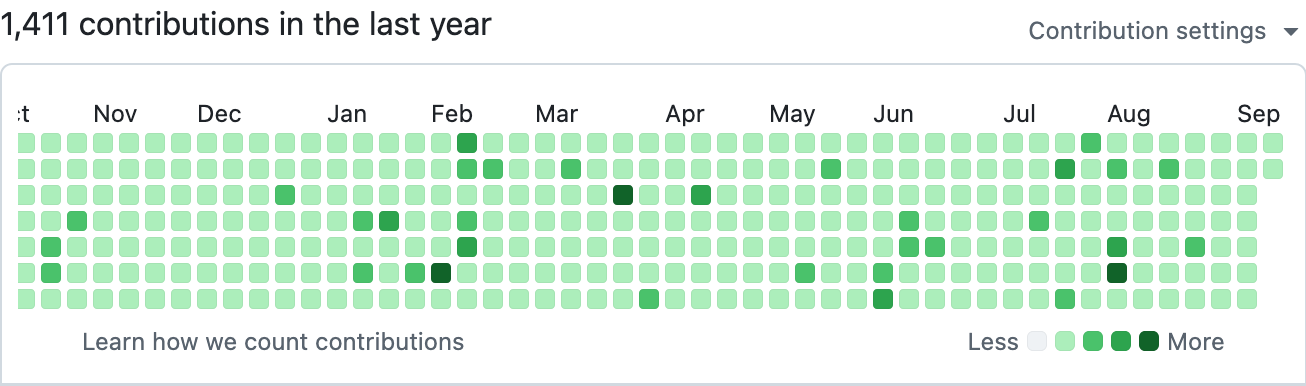 1,411 contributions in the last year
Contribution settings
ct Nov Dec Jan Feb Mar Apr May Jun Jul Aug Sep
Learn how we count contributions
Less More